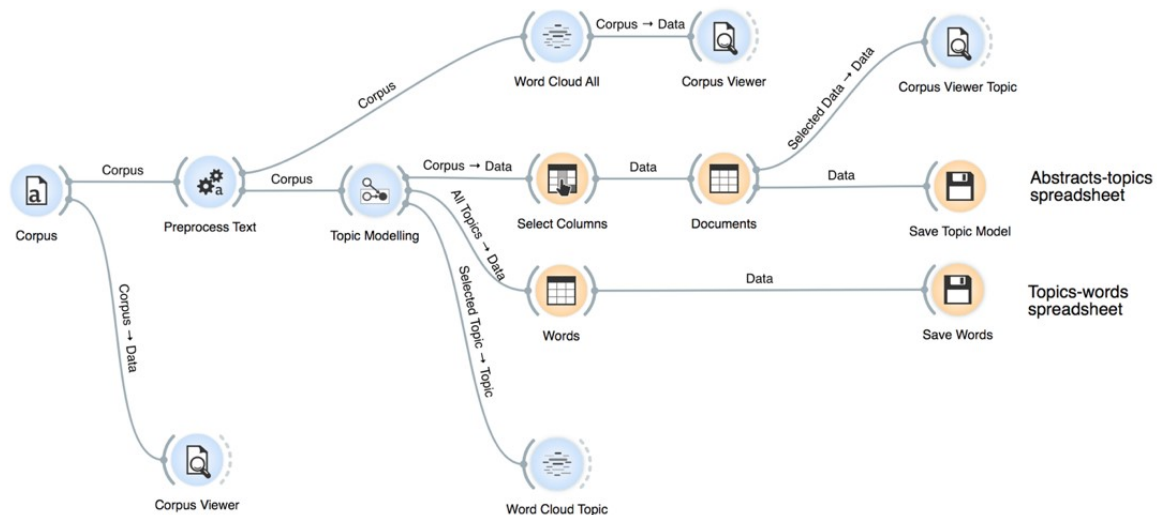 Corpus → Data
Word Cloud All
Corpus Viewer
Selected Data → Data
Corpus Viewer Topic
Corpus
Corpus
a
Corpus
a
Preprocess Text
Corpus
Topic Modelling
Corpus → Data
Select Columns
Data
Documents
Data
Save Topic Model
Abstracts-topics
spreadsheet
All Topics → Data
Words
Data
Save Words
Topics-words
spreadsheet
Selected Topic → Topic
Word Cloud Topic
Corpus → Data
Corpus Viewer